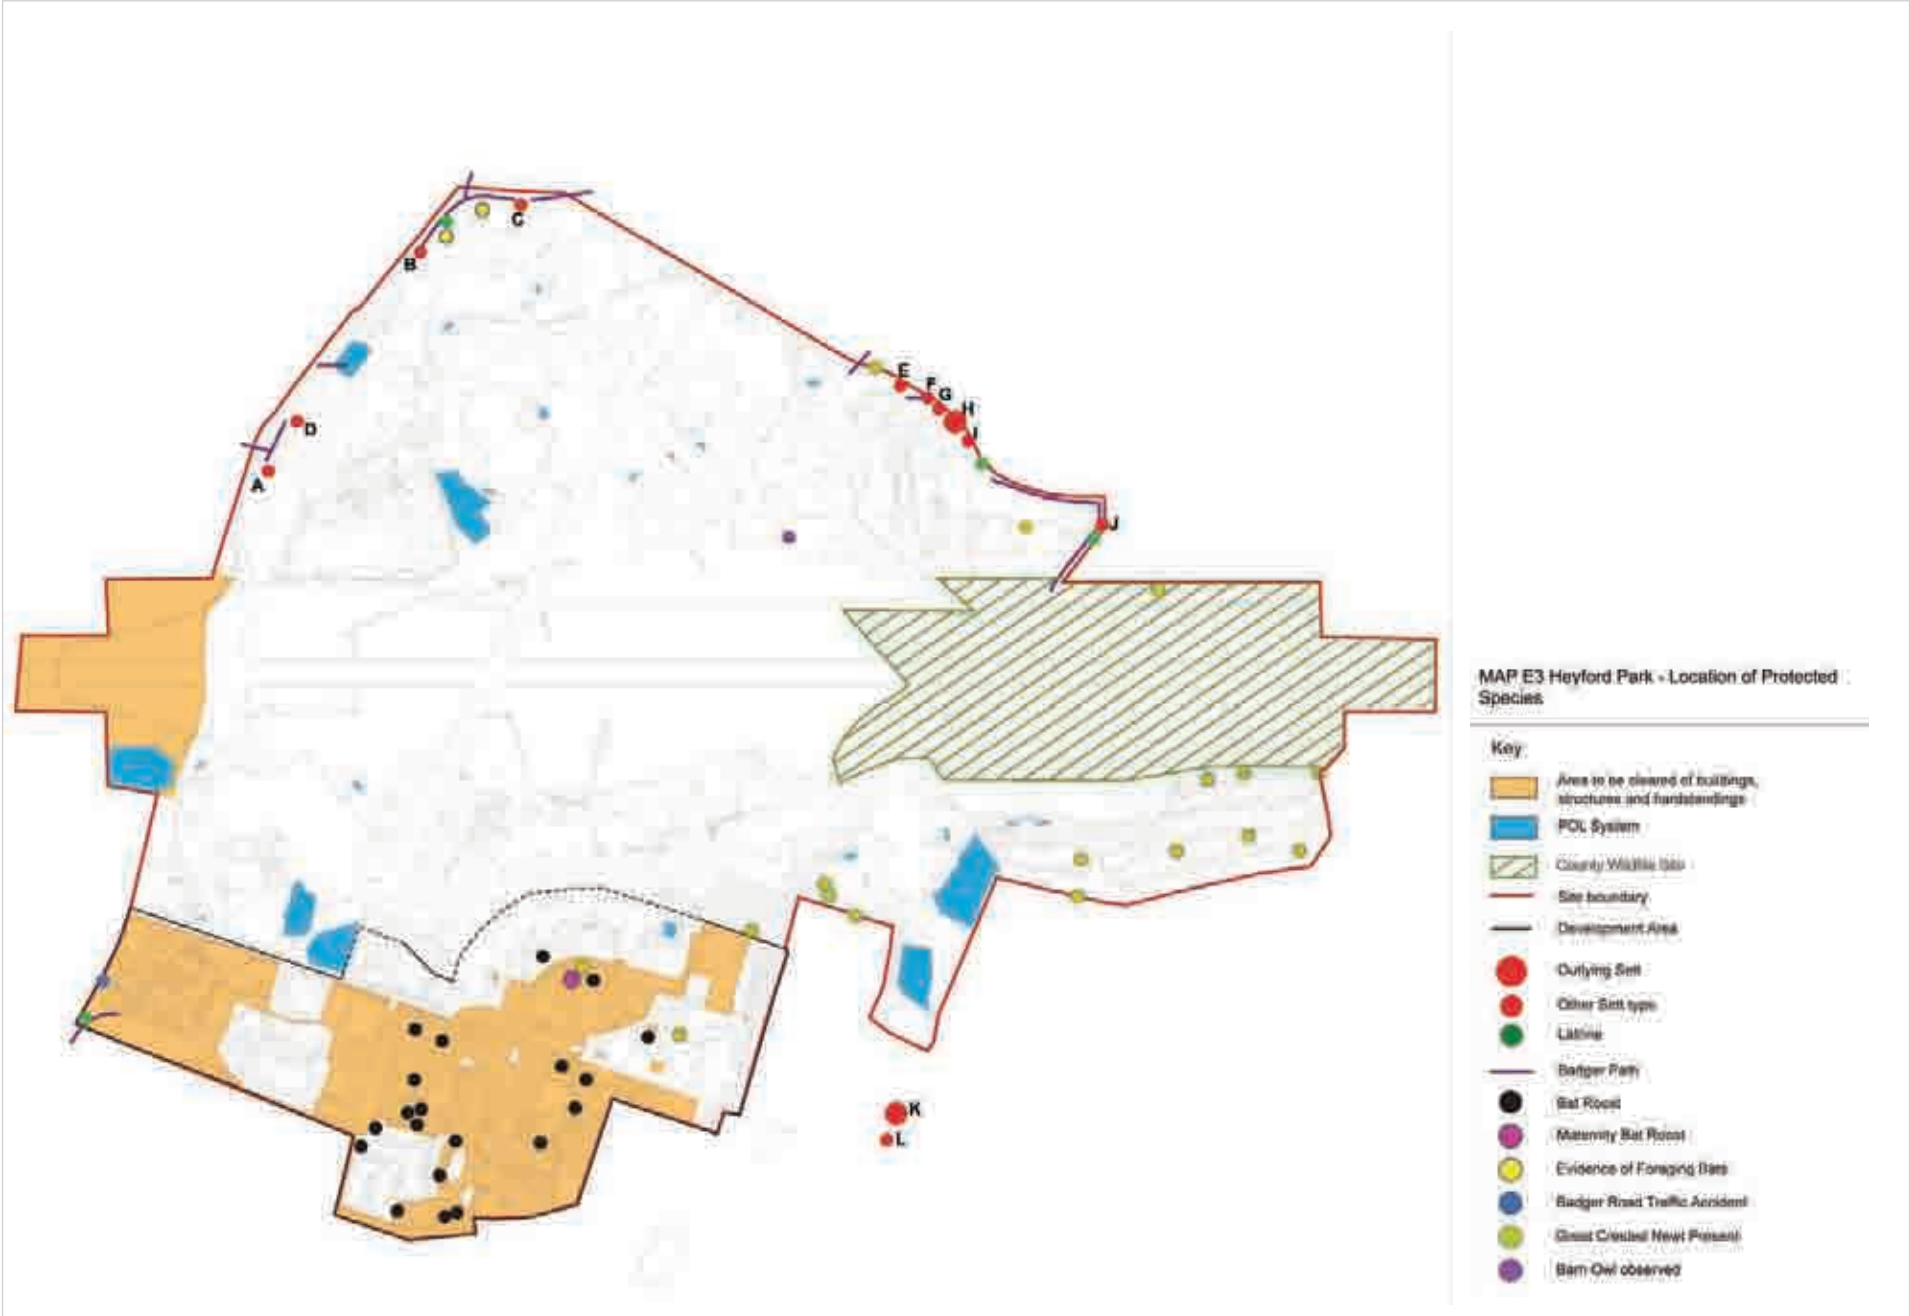 C
B
E
F
G
H
I
D
A
J
MAP E3 Heyford Park - Location of Protected
Species
Key
Area to be cleared of buildings,
structures and hardstandings
POL System
County Wildlife Site
Site boundary
Development Area
Outlying Sett
Other Sett type
Latrine
Badger Path
Bat Roost
Maternity Bat Roost
Evidence of Foraging Bats
Badger Road Traffic Accident
Great Crested Newt Present
Barn Owl observed
K
L